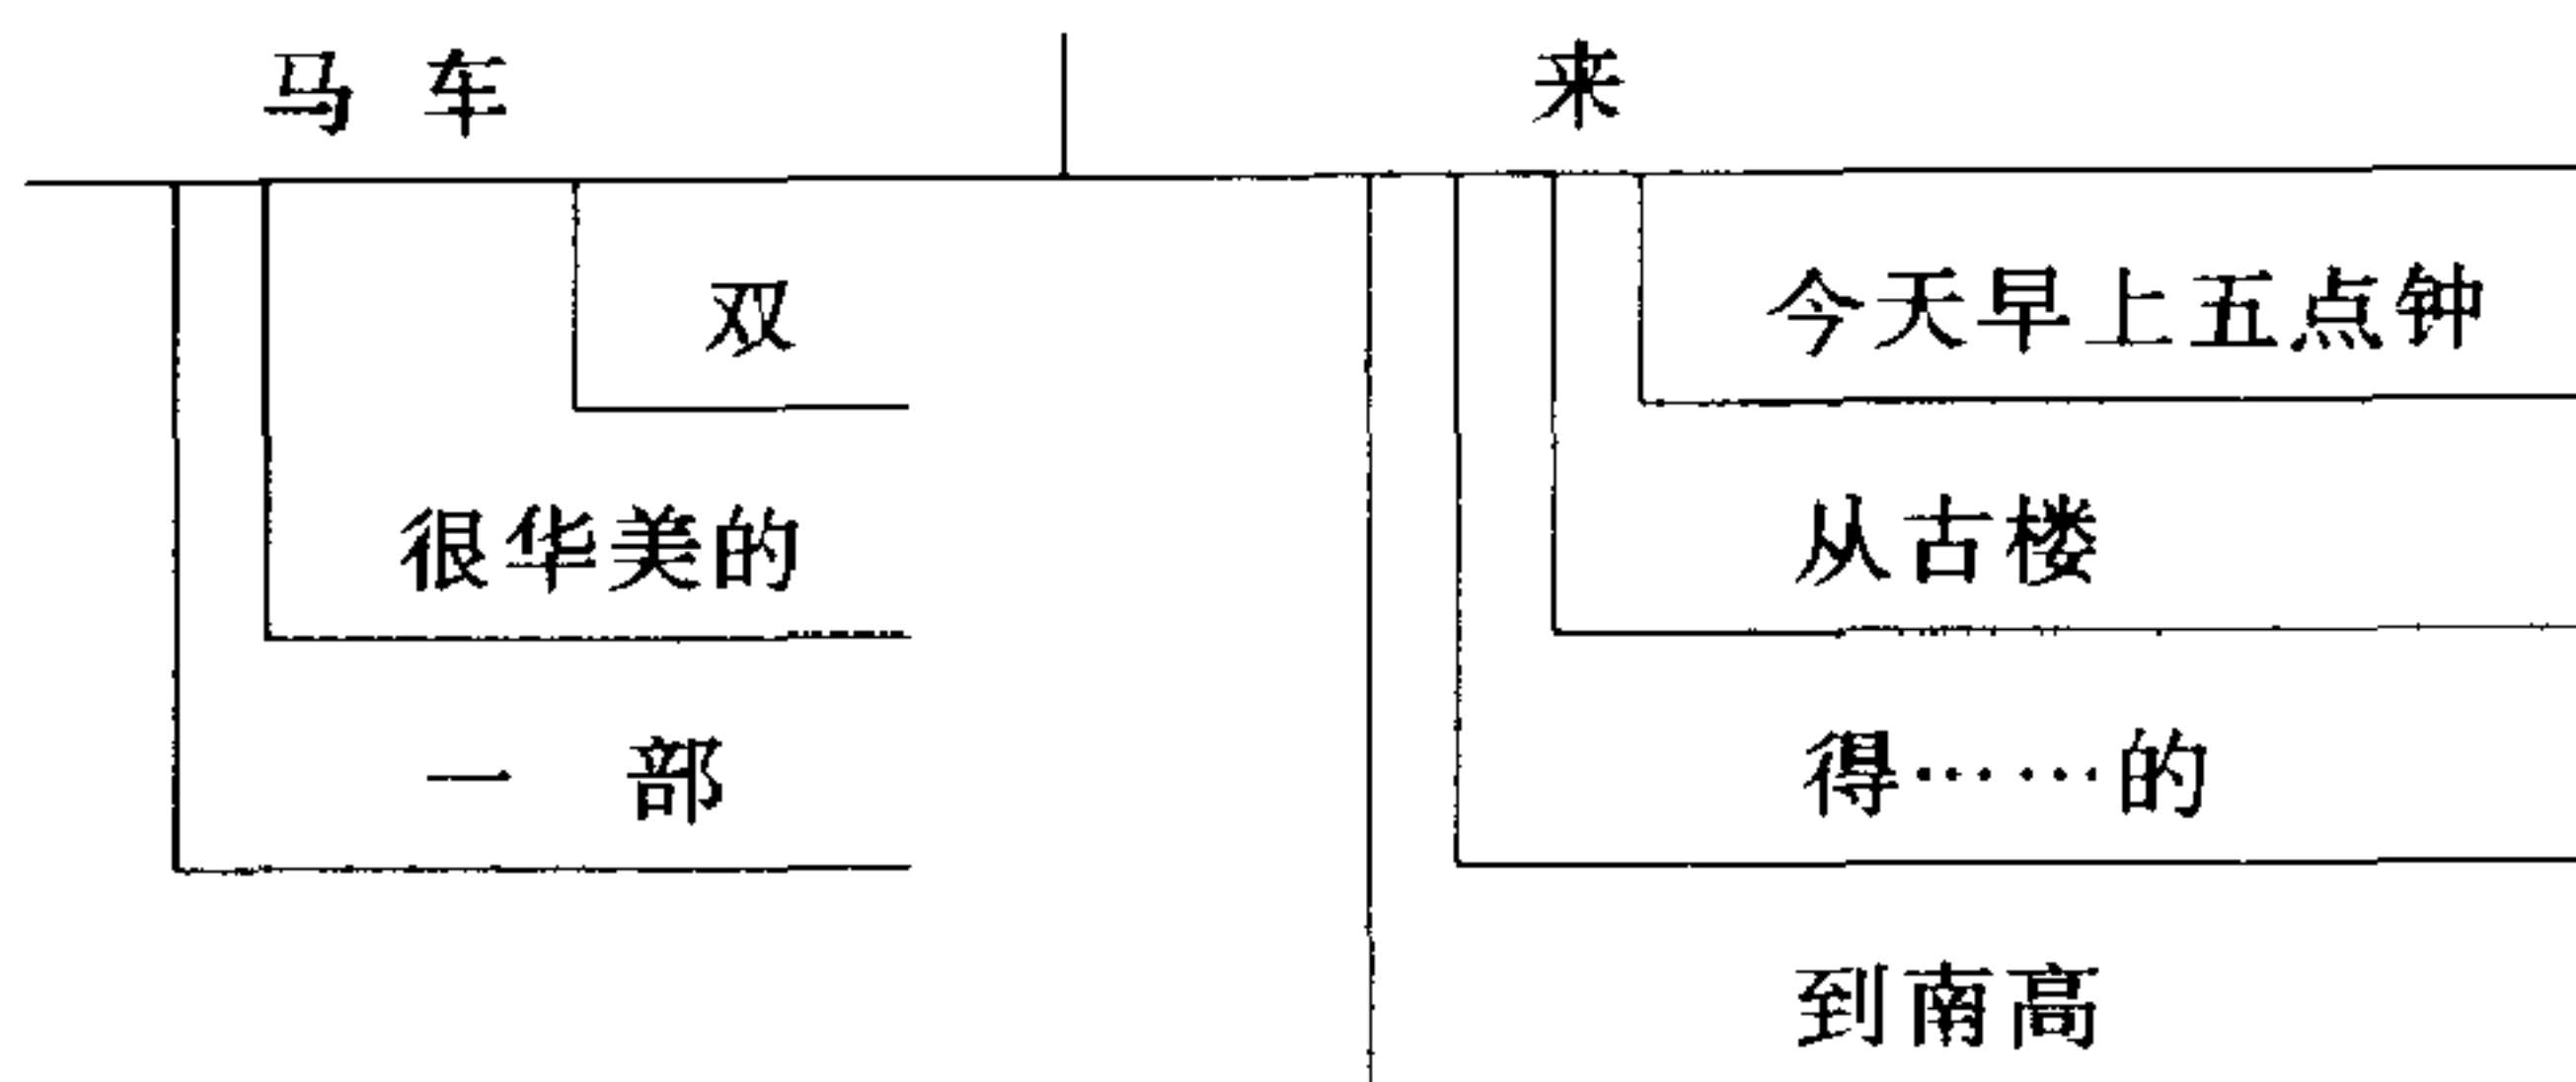 马车 来
双 今天早上五点钟
很华美的 从古楼
一部 得……的
到南高